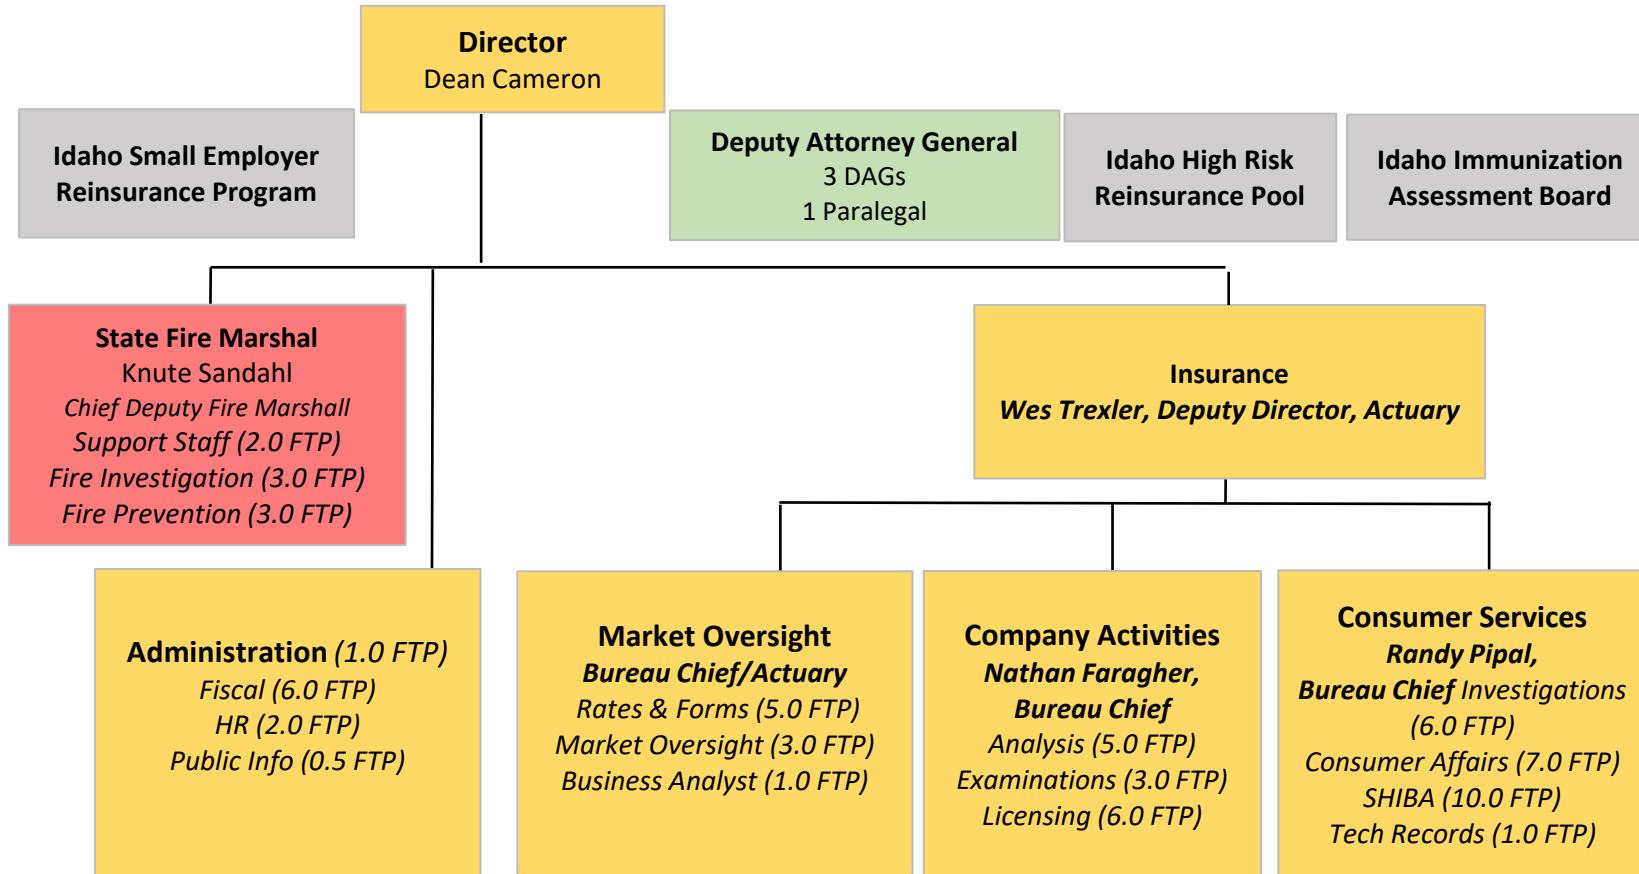 Director
Dean Cameron
Idaho Small Employer
Reinsurance Program
Deputy Attorney General
3 DAGs
1 Paralegal
Idaho High Risk
Reinsurance Pool
Idaho Immunization
Assessment Board
State Fire Marshal
Knute Sandahl
Chief Deputy Fire Marshall
Support Staff (2.0 FTP)
Fire Investigation (3.0 FTP)
Fire Prevention (3.0 FTP)
Insurance
Wes Trexler, Deputy Director, Actuary
Administration (1.0 FTP)
Fiscal (6.0 FTP)
HR (2.0 FTP)
Public Info (0.5 FTP)
Market Oversight
Bureau Chief/Actuary
Rates & Forms (5.0 FTP)
Market Oversight (3.0 FTP)
Business Analyst (1.0 FTP)
Company Activities
Nathan Faragher,
Bureau Chief
Analysis (5.0 FTP)
Examinations (3.0 FTP)
Licensing (6.0 FTP)
Consumer Services
Randy Pipal,
Bureau Chief Investigations
(6.0 FTP)
Consumer Affairs (7.0 FTP)
SHIBA (10.0 FTP)
Tech Records (1.0 FTP)